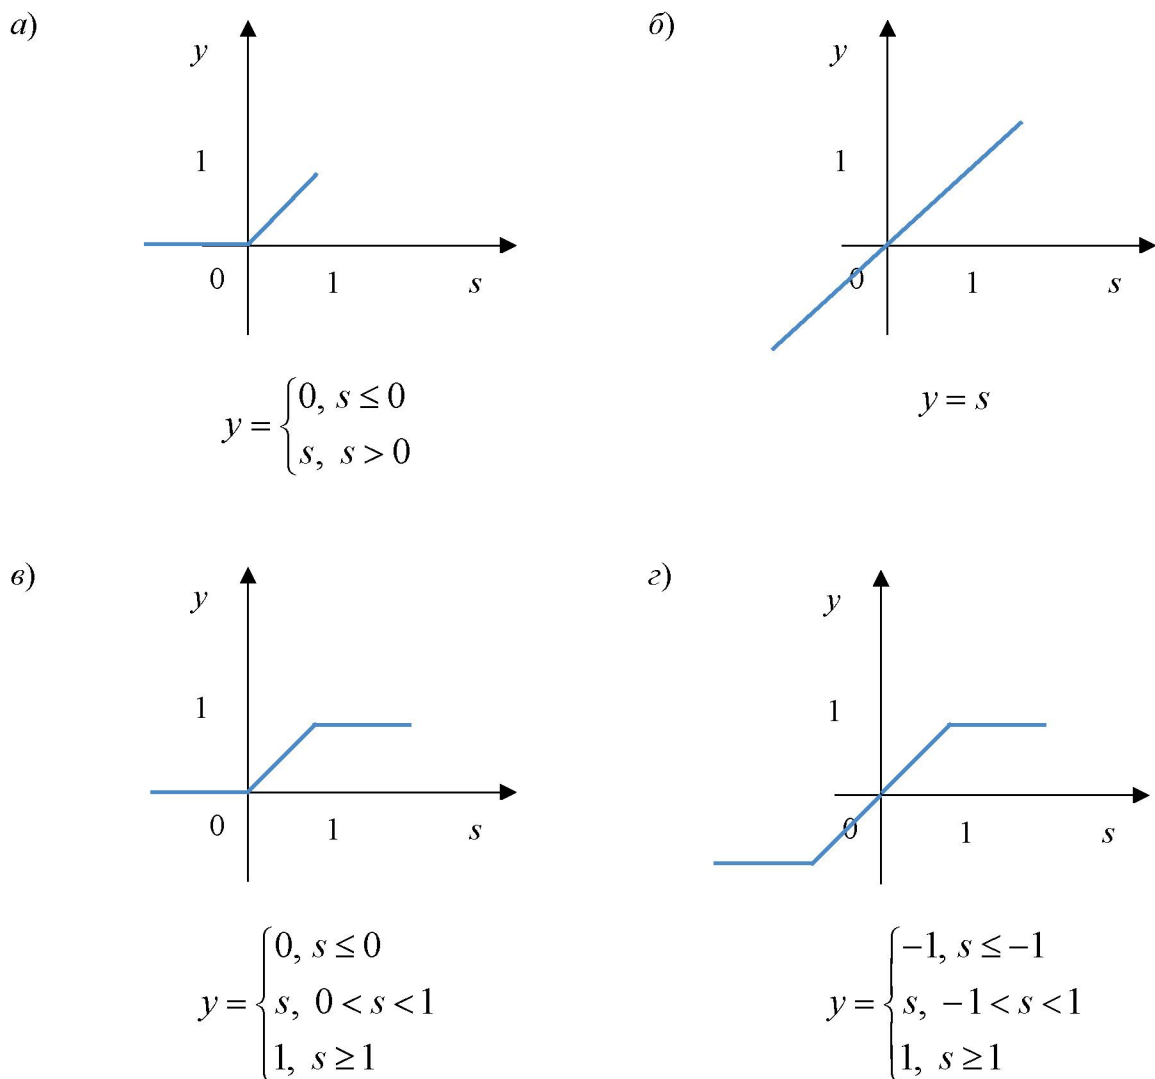 а)
y
1
0 1 s
y = { 0, s ≤ 0
s, s > 0
б)
y
1
0 1 s
y = s
в)
y
1
0 1 s
y = { 0, s ≤ 0
s, 0 < s < 1
1, s ≥ 1
г)
y
1
0 1 s
y = { −1, s ≤ −1
s, −1 < s < 1
1, s ≥ 1